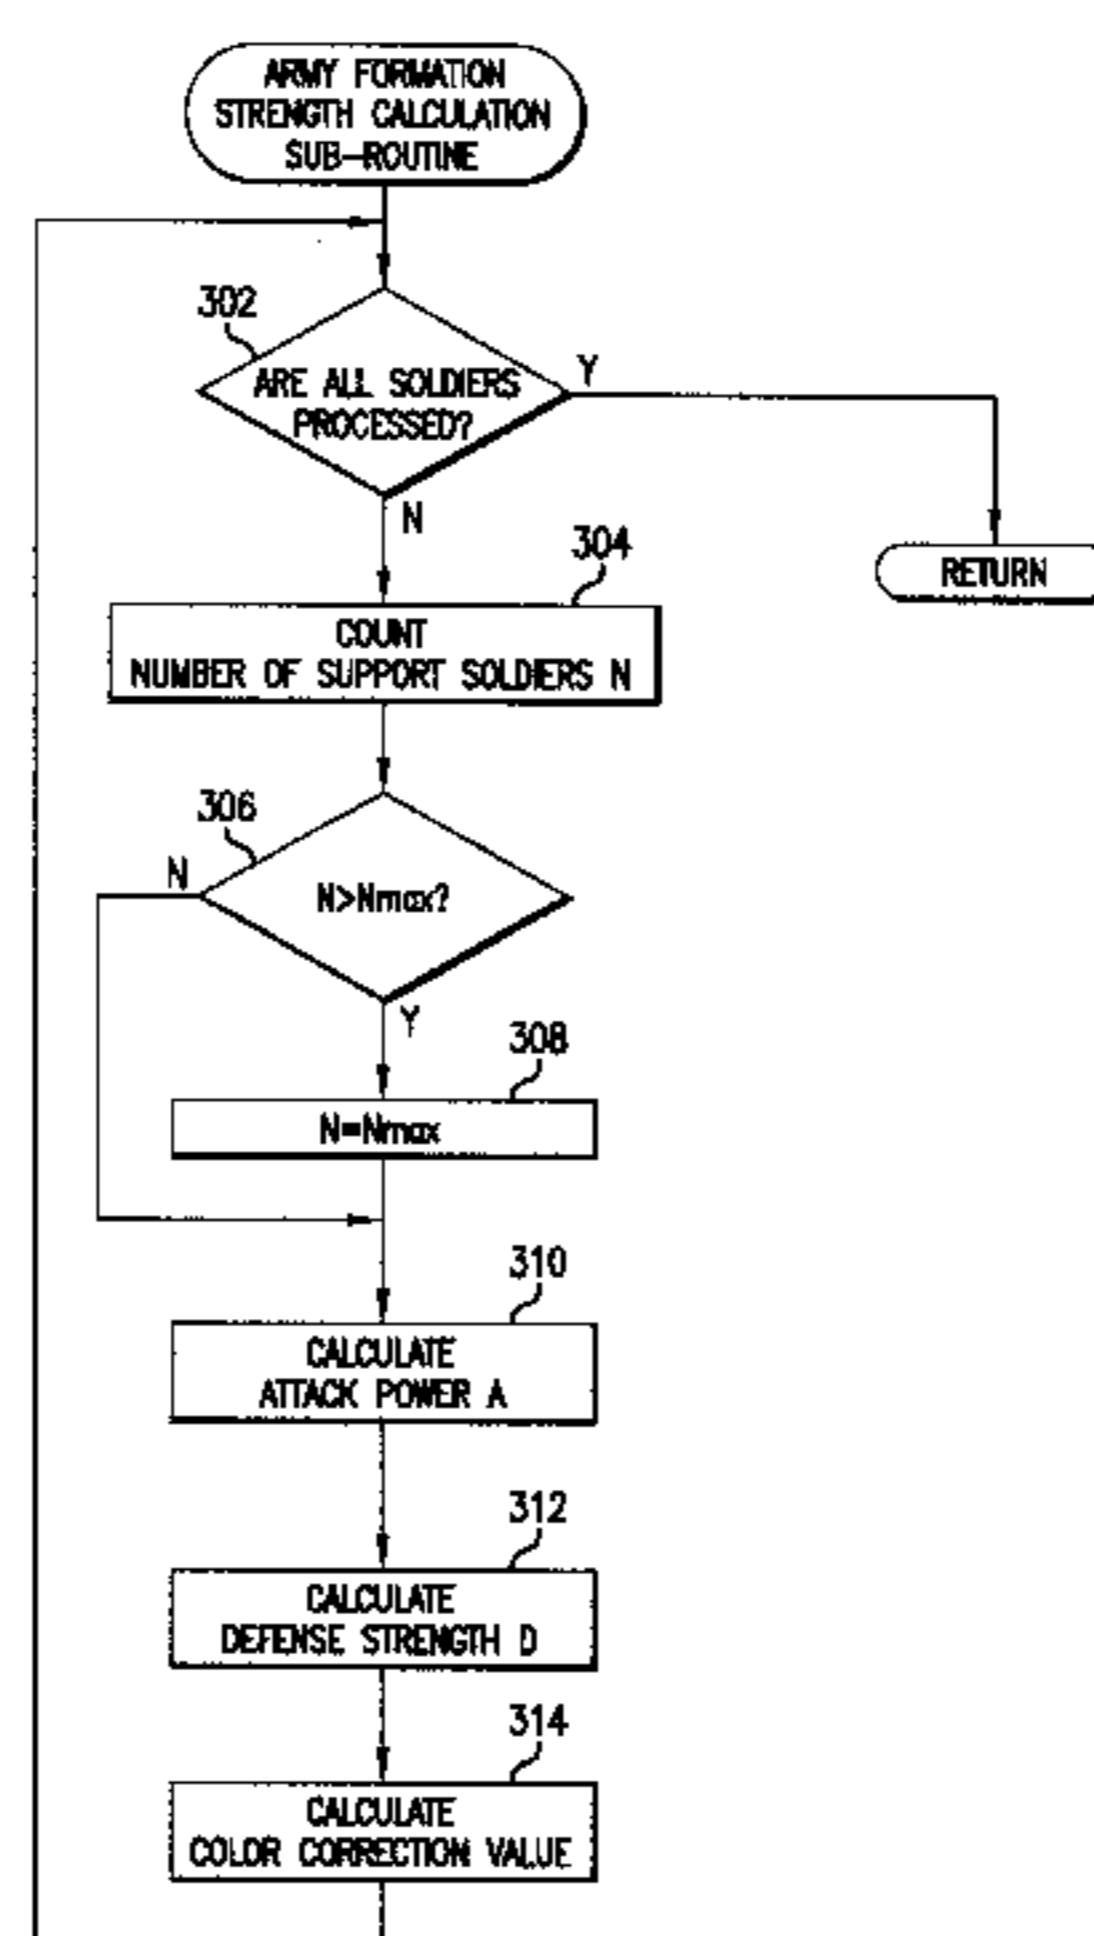 ARMY FORMATION
STRENGTH CALCULATION
SUB-ROUTINE
302
ARE ALL SOLDIERS
PROCESSED?
Y
N
RETURN
304
COUNT
NUMBER OF SUPPORT SOLDIERS N
306
N
N>Nmax?
Y
308
N=Nmax
310
CALCULATE
ATTACK POWER A
312
CALCULATE
DEFENSE STRENGTH D
314
CALCULATE
COLOR CORRECTION VALUE